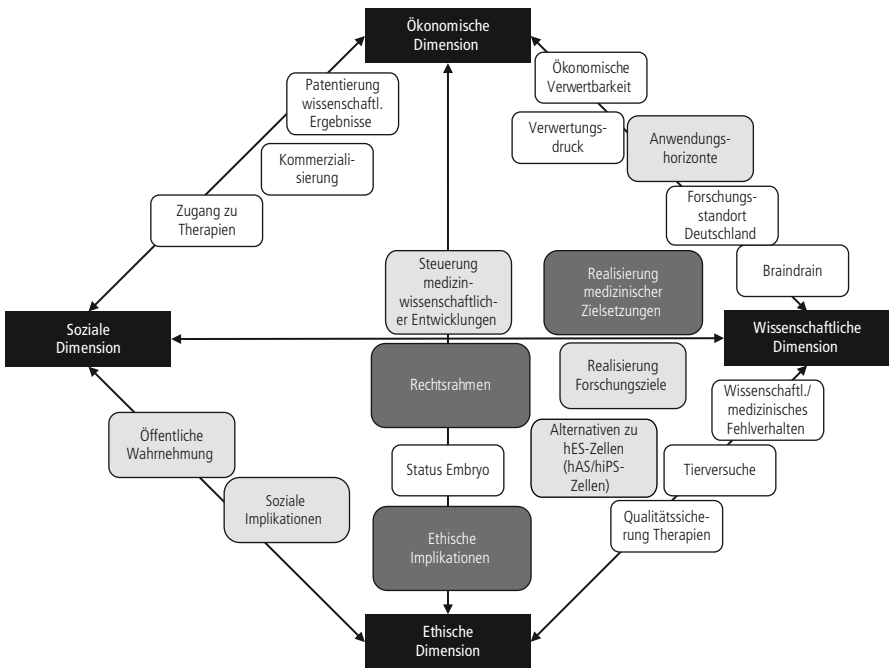 Ökonomische
Dimension
Ökonomische
Verwertbarkeit
Patentierung
wissenschaftl.
Ergebnisse
Verwertungs-
druck
Anwendungs-
horizonte
Kommerziali-
sierung
Zugang zu
Therapien
Forschungs-
standort
Deutschland
Braindrain
Steuerung
medizin-
wissenschaftlich-
er Entwicklungen
Realisierung
medizinischer
Zielsetzungen
Soziale
Dimension
Wissenschaftliche
Dimension
Rechtsrahmen
Realisierung
Forschungsziele
Wissenschaftl./
medizinisches
Fehlverhalten
Öffentliche
Wahrnehmung
Status Embryo
Alternativen zu
hES-Zellen
(hAS/hiPS-
Zellen)
Tierversuche
Soziale
Implikationen
Qualitätssiche-
rung Therapien
Ethische
Implikationen
Ethische
Dimension